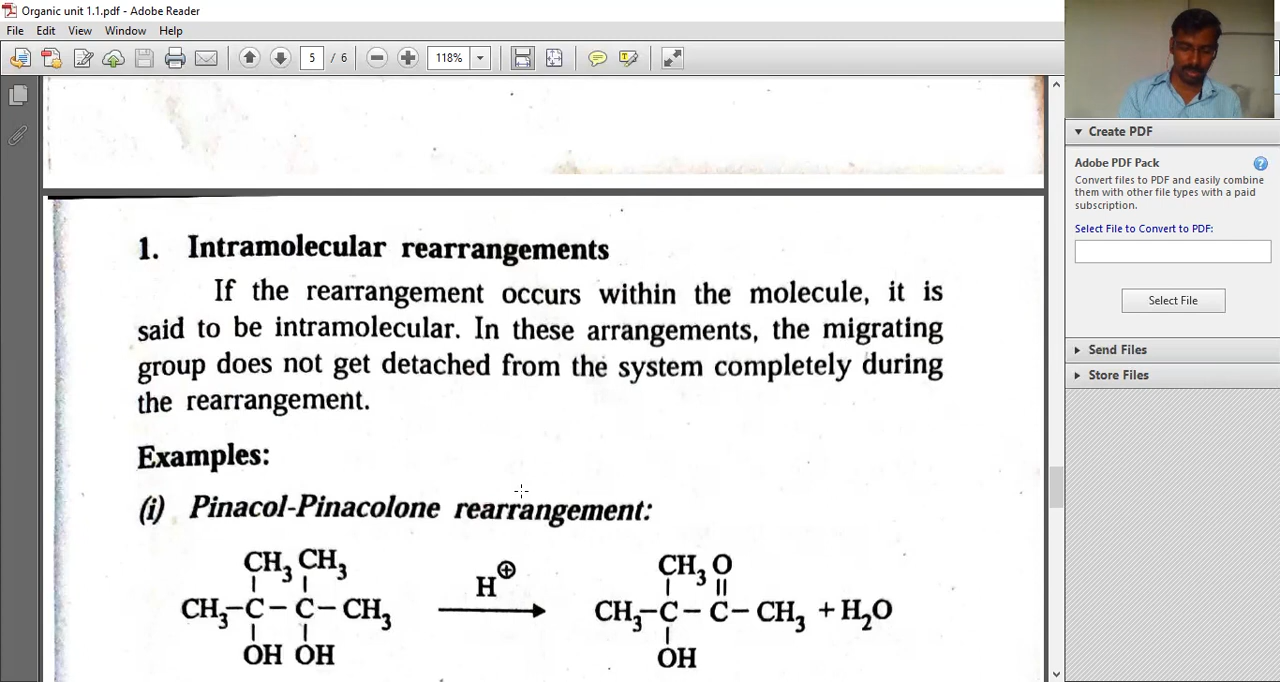 Organic unit 1.1.pdf - Adobe Reader
File Edit View Window Help
5 / 6 118%
Create PDF
Adobe PDF Pack
Convert files to PDF and easily combine
them with other file types with a paid
subscription.
Select File to Convert to PDF:
Select File
Send Files
Store Files
1. Intramolecular rearrangements
If the rearrangement occurs within the molecule, it is
said to be intramolecular. In these arrangements, the migrating
group does not get detached from the system completely during
the rearrangement.
Examples:
(i) Pinacol-Pinacolone rearrangement:
CH₃ CH₃ CH₃ O
H⊕
CH₃–C–C–CH₃ CH₃–C–C–CH₃ + H₂O
OH OH OH